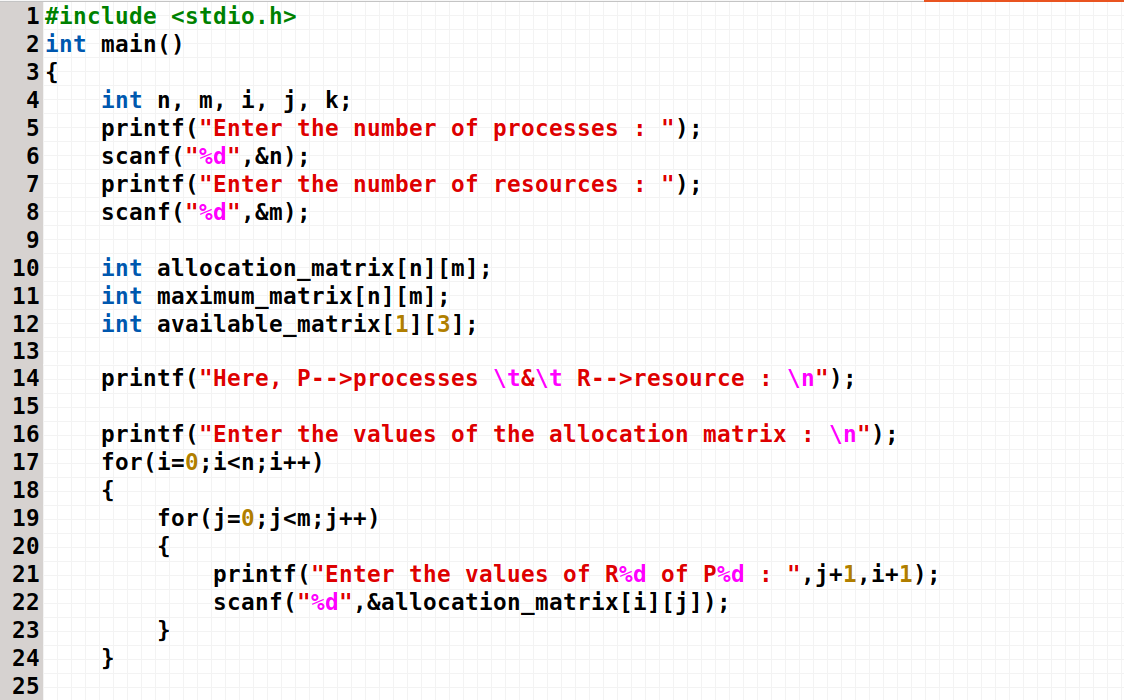 1 #include <stdio.h>
2 int main()
3 {
4     int n, m, i, j, k;
5     printf("Enter the number of processes : ");
6     scanf("%d",&n);
7     printf("Enter the number of resources : ");
8     scanf("%d",&m);
9
10     int allocation_matrix[n][m];
11     int maximum_matrix[n][m];
12     int available_matrix[1][3];
13
14     printf("Here, P-->processes \t&\t R-->resource : \n");
15
16     printf("Enter the values of the allocation matrix : \n");
17     for(i=0;i<n;i++)
18     {
19         for(j=0;j<m;j++)
20         {
21             printf("Enter the values of R%d of P%d : ",j+1,i+1);
22             scanf("%d",&allocation_matrix[i][j]);
23         }
24     }
25